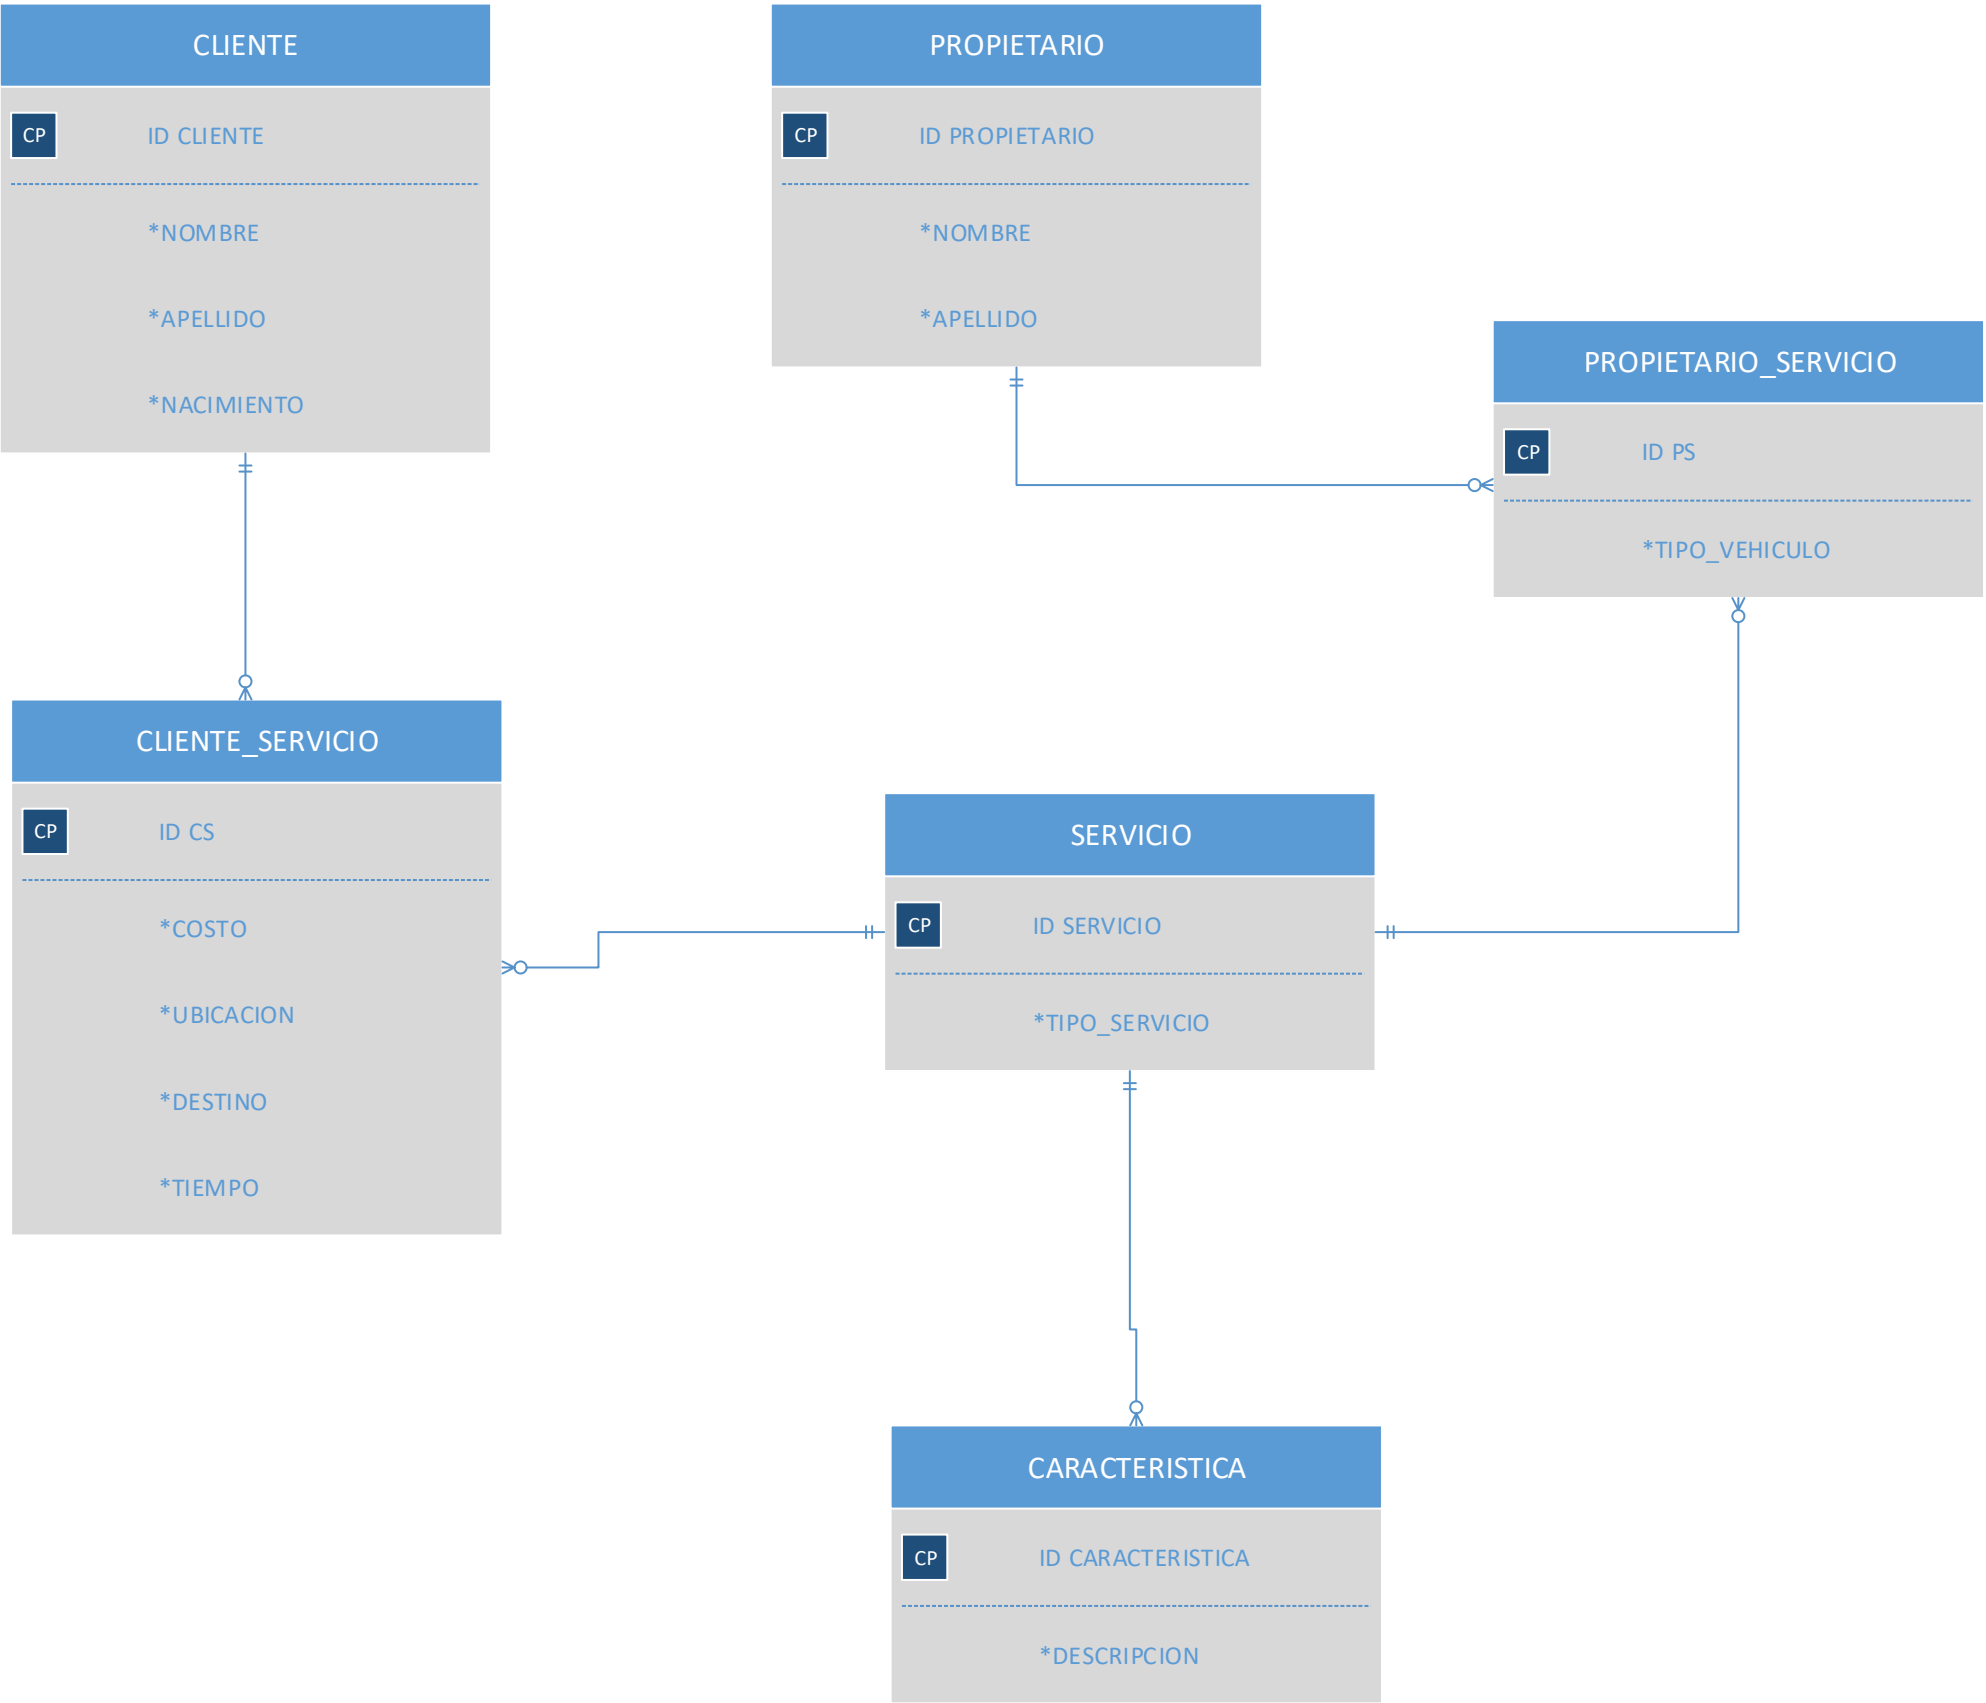 CLIENTE
CP ID CLIENTE
*NOMBRE
*APELLIDO
*NACIMIENTO
PROPIETARIO
CP ID PROPIETARIO
*NOMBRE
*APELLIDO
PROPIETARIO_SERVICIO
CP ID PS
*TIPO_VEHICULO
CLIENTE_SERVICIO
CP ID CS
*COSTO
*UBICACION
*DESTINO
*TIEMPO
SERVICIO
CP ID SERVICIO
*TIPO_SERVICIO
CARACTERISTICA
CP ID CARACTERISTICA
*DESCRIPCION